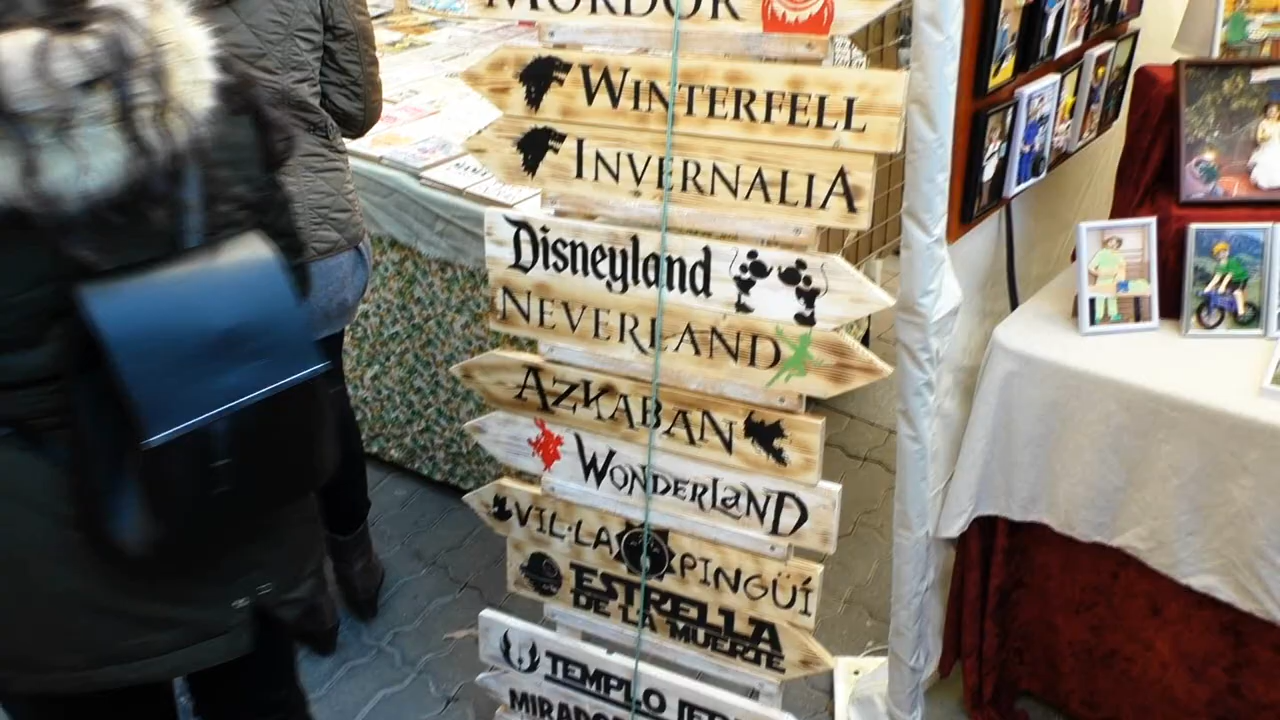 MORDOR
WINTERFELL
INVERNALIA
Disneyland
NEVERLAND
AZKABAN
WONDERLAND
VIL·LA PINGÜÍ
ESTRELLA
DE LA MUERTE
TEMPLO